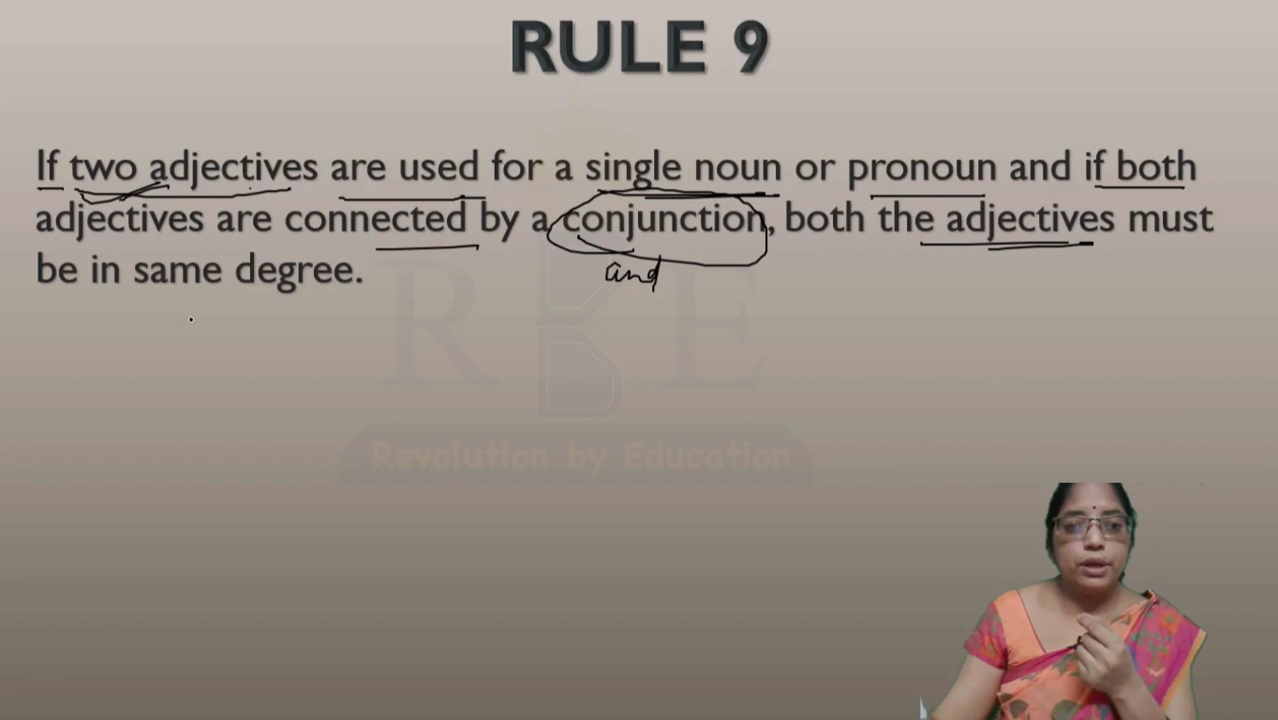 RULE 9
If two adjectives are used for a single noun or pronoun and if both
adjectives are connected by a conjunction, both the adjectives must
be in same degree.
and
R B E
Revolution by Education